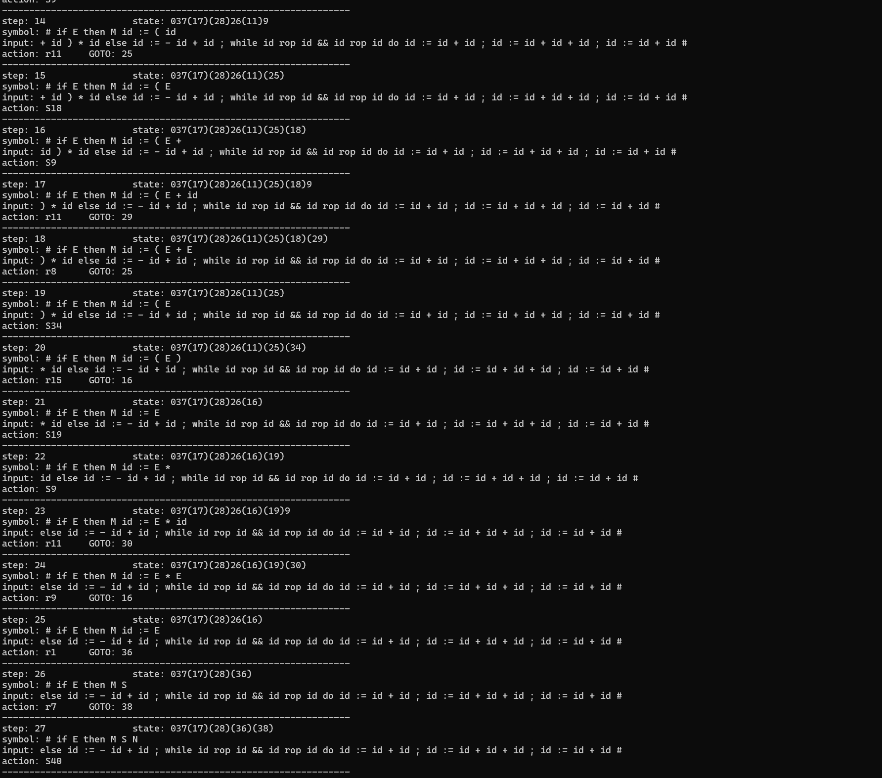 step: 14 state: 037(17)(28)26(11)9
symbol: # if E then M id := ( id
input: + id ) * id else id := - id + id ; while id rop id && id rop id do id := id + id ; id := id + id + id ; id := id + id #
action: r11 GOTO: 25
step: 15 state: 037(17)(28)26(11)(25)
symbol: # if E then M id := ( E
input: + id ) * id else id := - id + id ; while id rop id && id rop id do id := id + id ; id := id + id + id ; id := id + id #
action: S18
step: 16 state: 037(17)(28)26(11)(25)(18)
symbol: # if E then M id := ( E +
input: id ) * id else id := - id + id ; while id rop id && id rop id do id := id + id ; id := id + id + id ; id := id + id #
action: S9
step: 17 state: 037(17)(28)26(11)(25)(18)9
symbol: # if E then M id := ( E + id
input: ) * id else id := - id + id ; while id rop id && id rop id do id := id + id ; id := id + id + id ; id := id + id #
action: r11 GOTO: 29
step: 18 state: 037(17)(28)26(11)(25)(18)(29)
symbol: # if E then M id := ( E + E
input: ) * id else id := - id + id ; while id rop id && id rop id do id := id + id ; id := id + id + id ; id := id + id #
action: r8 GOTO: 25
step: 19 state: 037(17)(28)26(11)(25)
symbol: # if E then M id := ( E
input: ) * id else id := - id + id ; while id rop id && id rop id do id := id + id ; id := id + id + id ; id := id + id #
action: S34
step: 20 state: 037(17)(28)26(11)(25)(34)
symbol: # if E then M id := ( E )
input: * id else id := - id + id ; while id rop id && id rop id do id := id + id ; id := id + id + id ; id := id + id #
action: r15 GOTO: 16
step: 21 state: 037(17)(28)26(16)
symbol: # if E then M id := E
input: * id else id := - id + id ; while id rop id && id rop id do id := id + id ; id := id + id + id ; id := id + id #
action: S19
step: 22 state: 037(17)(28)26(16)(19)
symbol: # if E then M id := E *
input: id else id := - id + id ; while id rop id && id rop id do id := id + id ; id := id + id + id ; id := id + id #
action: S9
step: 23 state: 037(17)(28)26(16)(19)9
symbol: # if E then M id := E * id
input: else id := - id + id ; while id rop id && id rop id do id := id + id ; id := id + id + id ; id := id + id #
action: r11 GOTO: 30
step: 24 state: 037(17)(28)26(16)(19)(30)
symbol: # if E then M id := E * E
input: else id := - id + id ; while id rop id && id rop id do id := id + id ; id := id + id + id ; id := id + id #
action: r9 GOTO: 16
step: 25 state: 037(17)(28)26(16)
symbol: # if E then M id := E
input: else id := - id + id ; while id rop id && id rop id do id := id + id ; id := id + id + id ; id := id + id #
action: r1 GOTO: 36
step: 26 state: 037(17)(28)(36)
symbol: # if E then M S
input: else id := - id + id ; while id rop id && id rop id do id := id + id ; id := id + id + id ; id := id + id #
action: r7 GOTO: 38
step: 27 state: 037(17)(28)(36)(38)
symbol: # if E then M S N
input: else id := - id + id ; while id rop id && id rop id do id := id + id ; id := id + id + id ; id := id + id #
action: S40